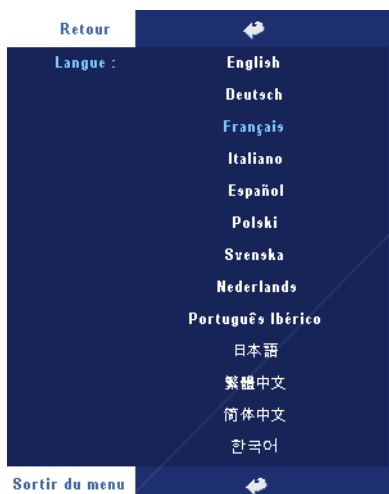 Retour
Langue :
English
Deutsch
Français
Italiano
Español
Polski
Svenska
Nederlands
Português Ibérico
日本語
繁體中文
简体中文
한국어
Sortir du menu